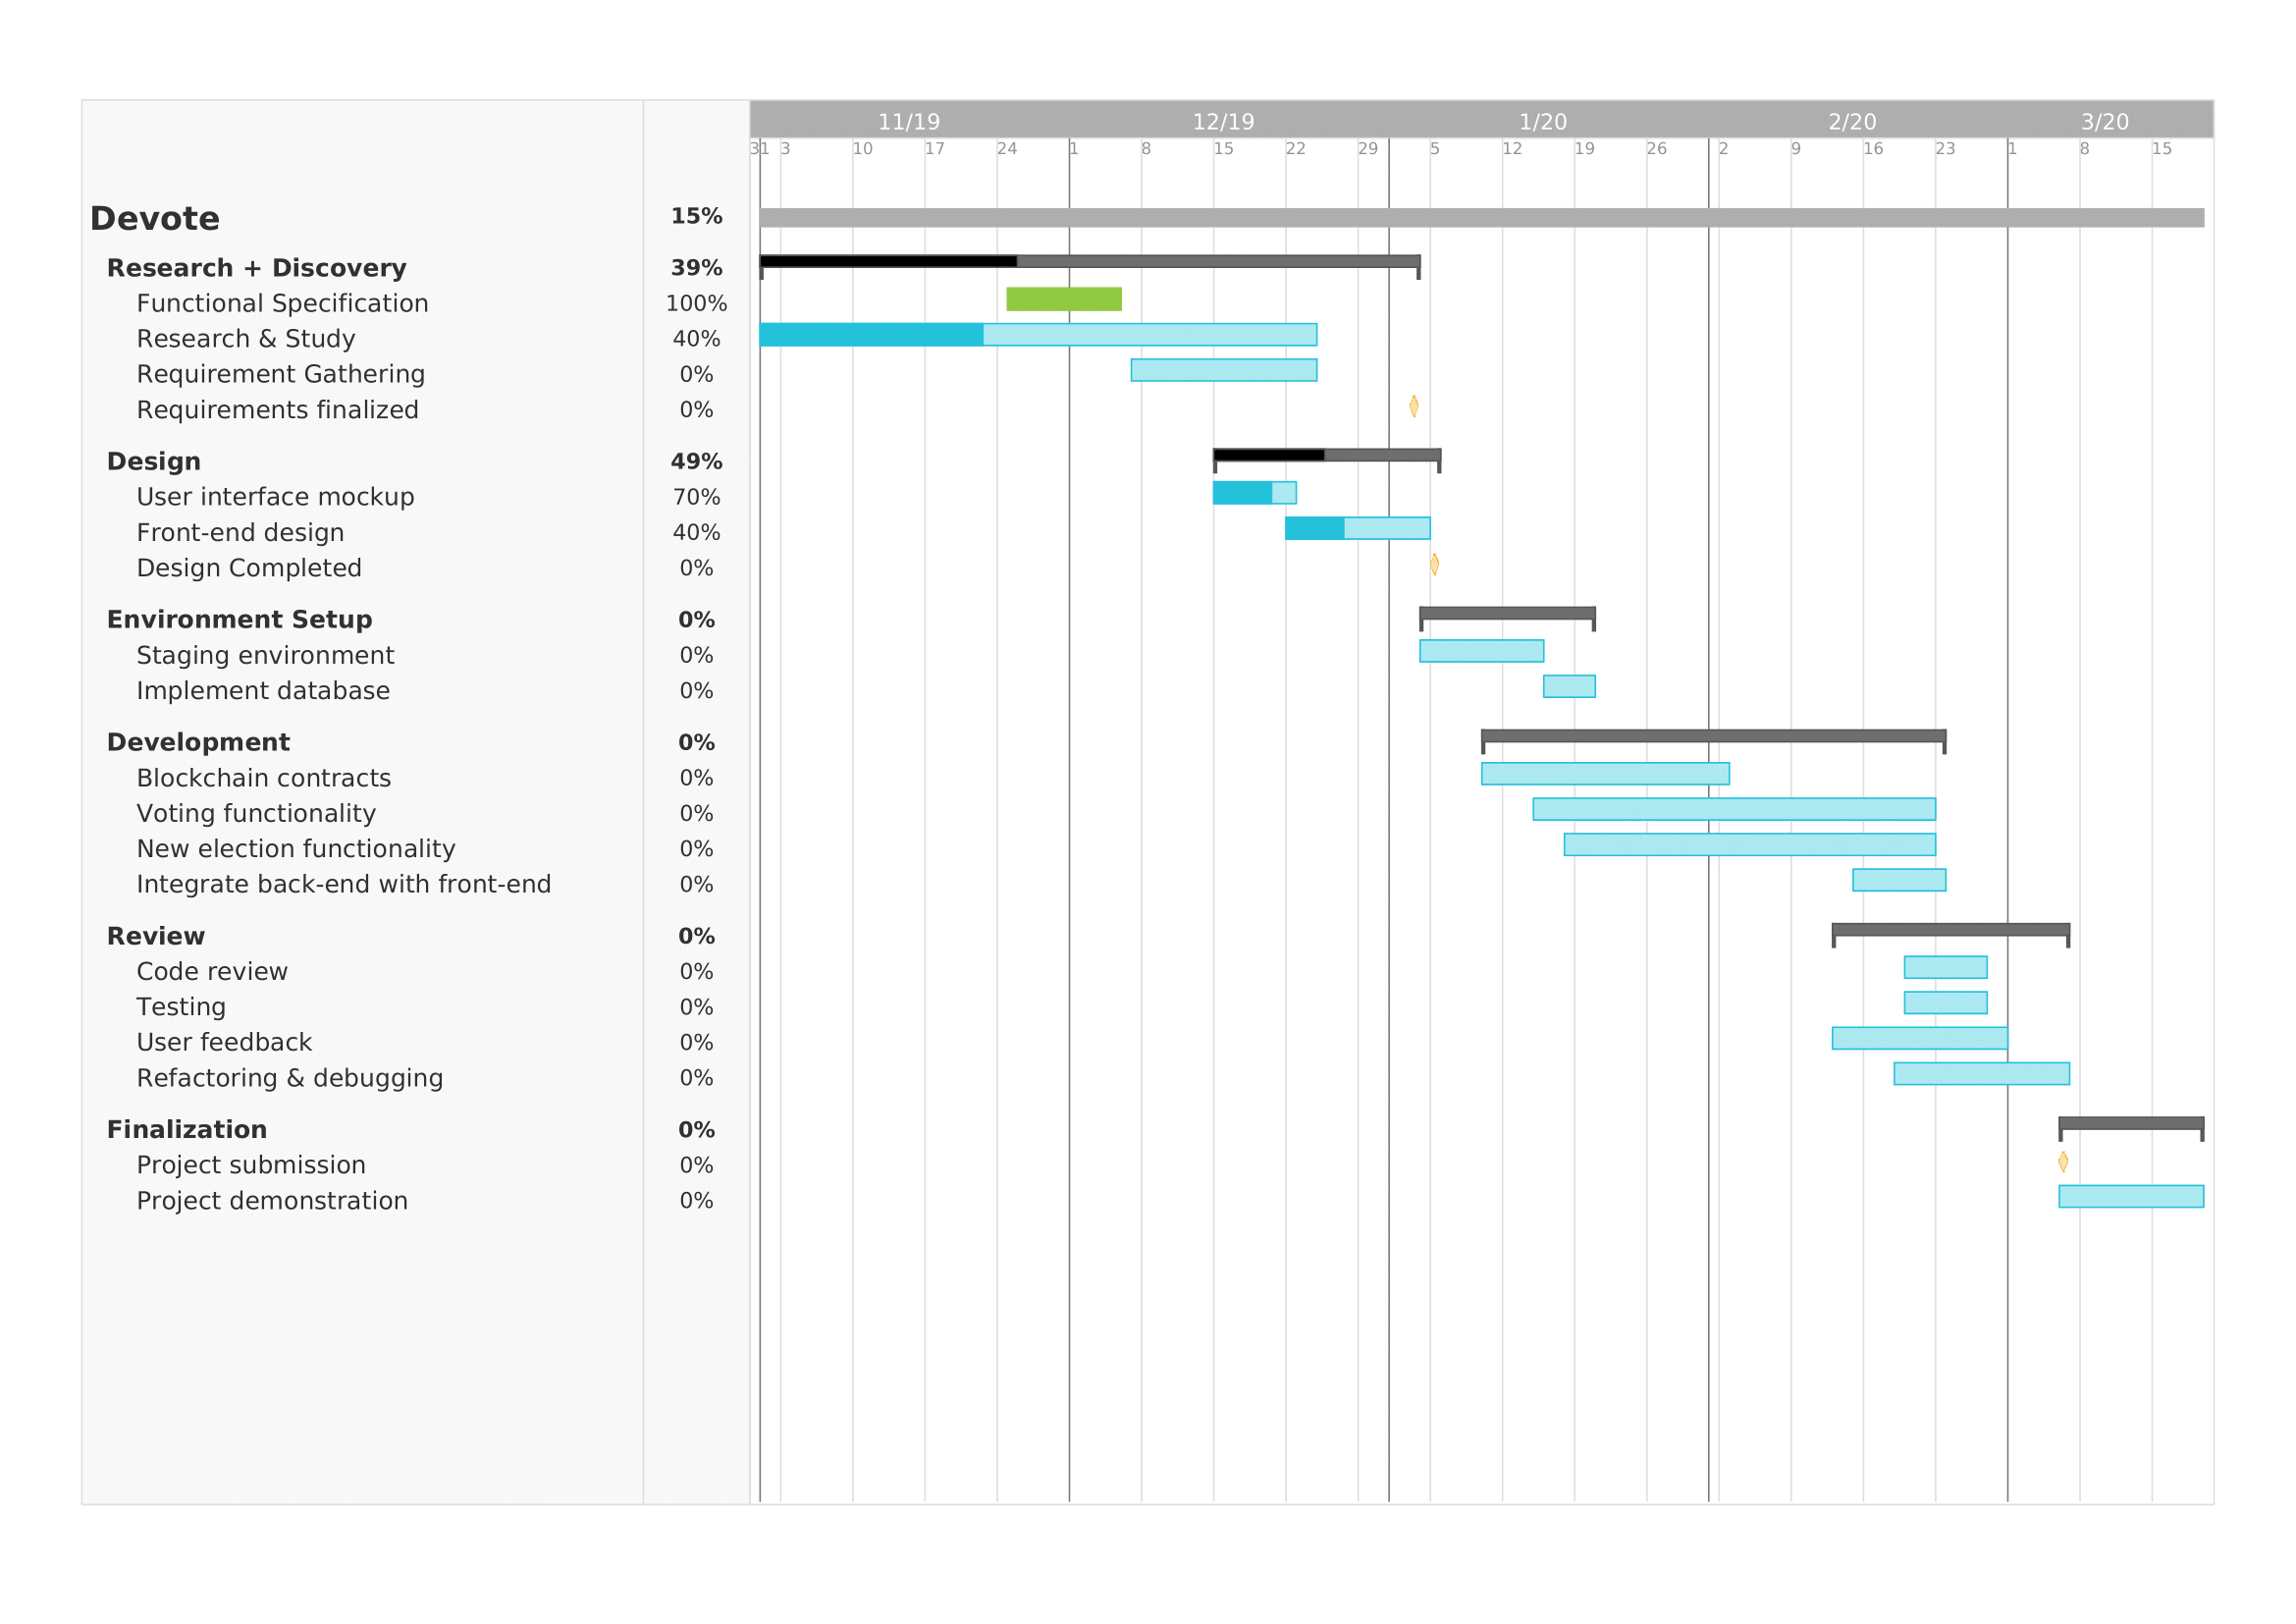 11/19 12/19 1/20 2/20 3/20
31 3 10 17 24 1 8 15 22 29 5 12 19 26 2 9 16 23 1 8 15
Devote 15%
Research + Discovery 39%
Functional Specification 100%
Research & Study 40%
Requirement Gathering 0%
Requirements finalized 0%
Design 49%
User interface mockup 70%
Front-end design 40%
Design Completed 0%
Environment Setup 0%
Staging environment 0%
Implement database 0%
Development 0%
Blockchain contracts 0%
Voting functionality 0%
New election functionality 0%
Integrate back-end with front-end 0%
Review 0%
Code review 0%
Testing 0%
User feedback 0%
Refactoring & debugging 0%
Finalization 0%
Project submission 0%
Project demonstration 0%